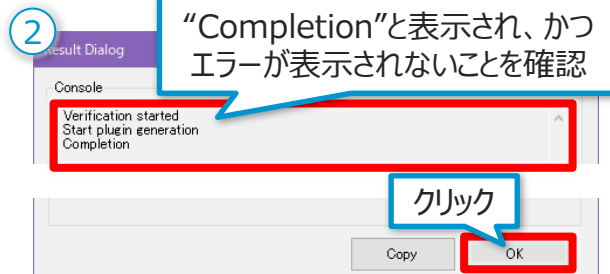 ②
“Completion”と表示され、かつ
エラーが表示されないことを確認
esult Dialog
Console
Verification started
Start plugin generation
Completion
クリック
Copy
OK